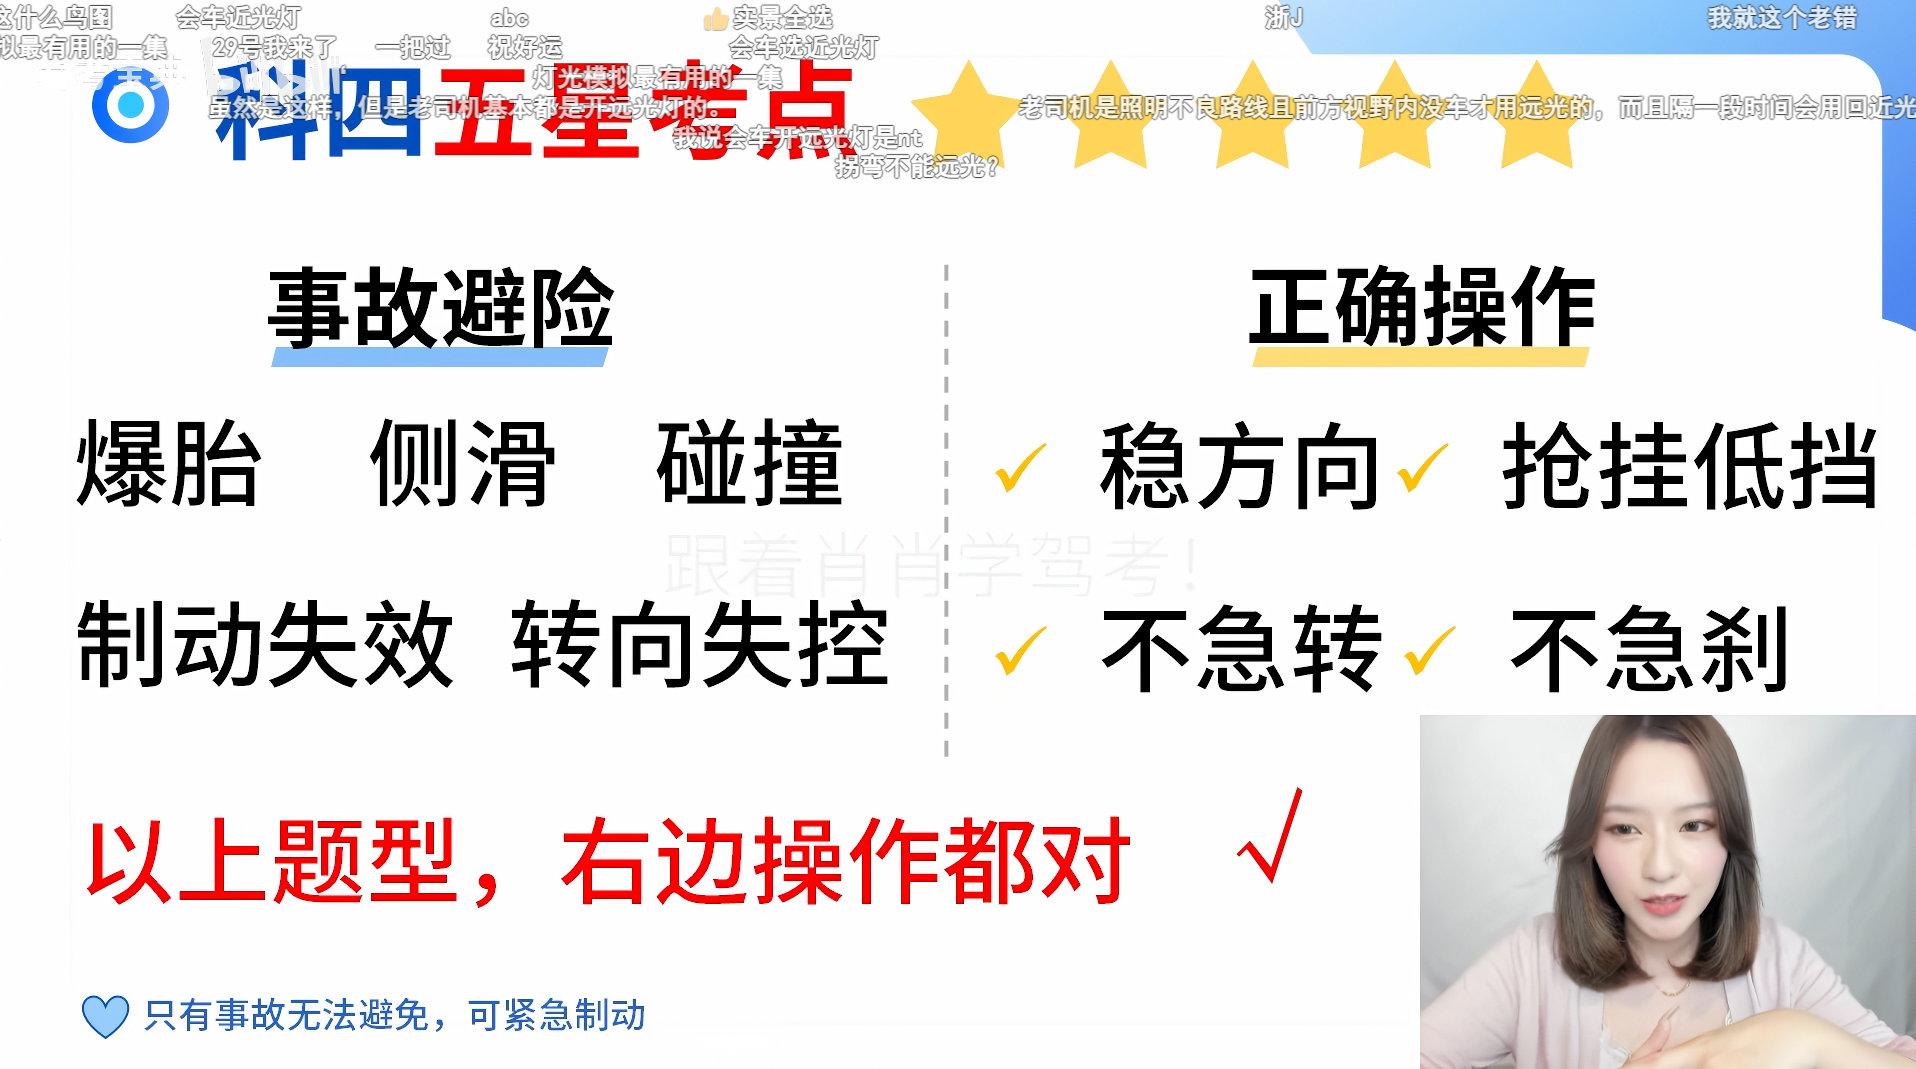 这什么鸟图 会车近光灯 abc 实景全选 浙J 我就这个老错
拟最有用的一集 29号我来了 一把过 祝好运 会车选近光灯
灯光模拟最有用的一集
虽然是这样，但是老司机基本都是开远光灯的。 老司机是照明不良路线且前方视野内没车才用远光的，而且隔一段时间会用回近光
我说会车开远光灯是nt
拐弯不能远光？
科四五星考点
事故避险
正确操作
爆胎 侧滑 碰撞
✓ 稳方向 ✓ 抢挂低挡
跟着肖肖学驾考！
制动失效 转向失控
✓ 不急转 ✓ 不急刹
以上题型，右边操作都对 √
只有事故无法避免，可紧急制动